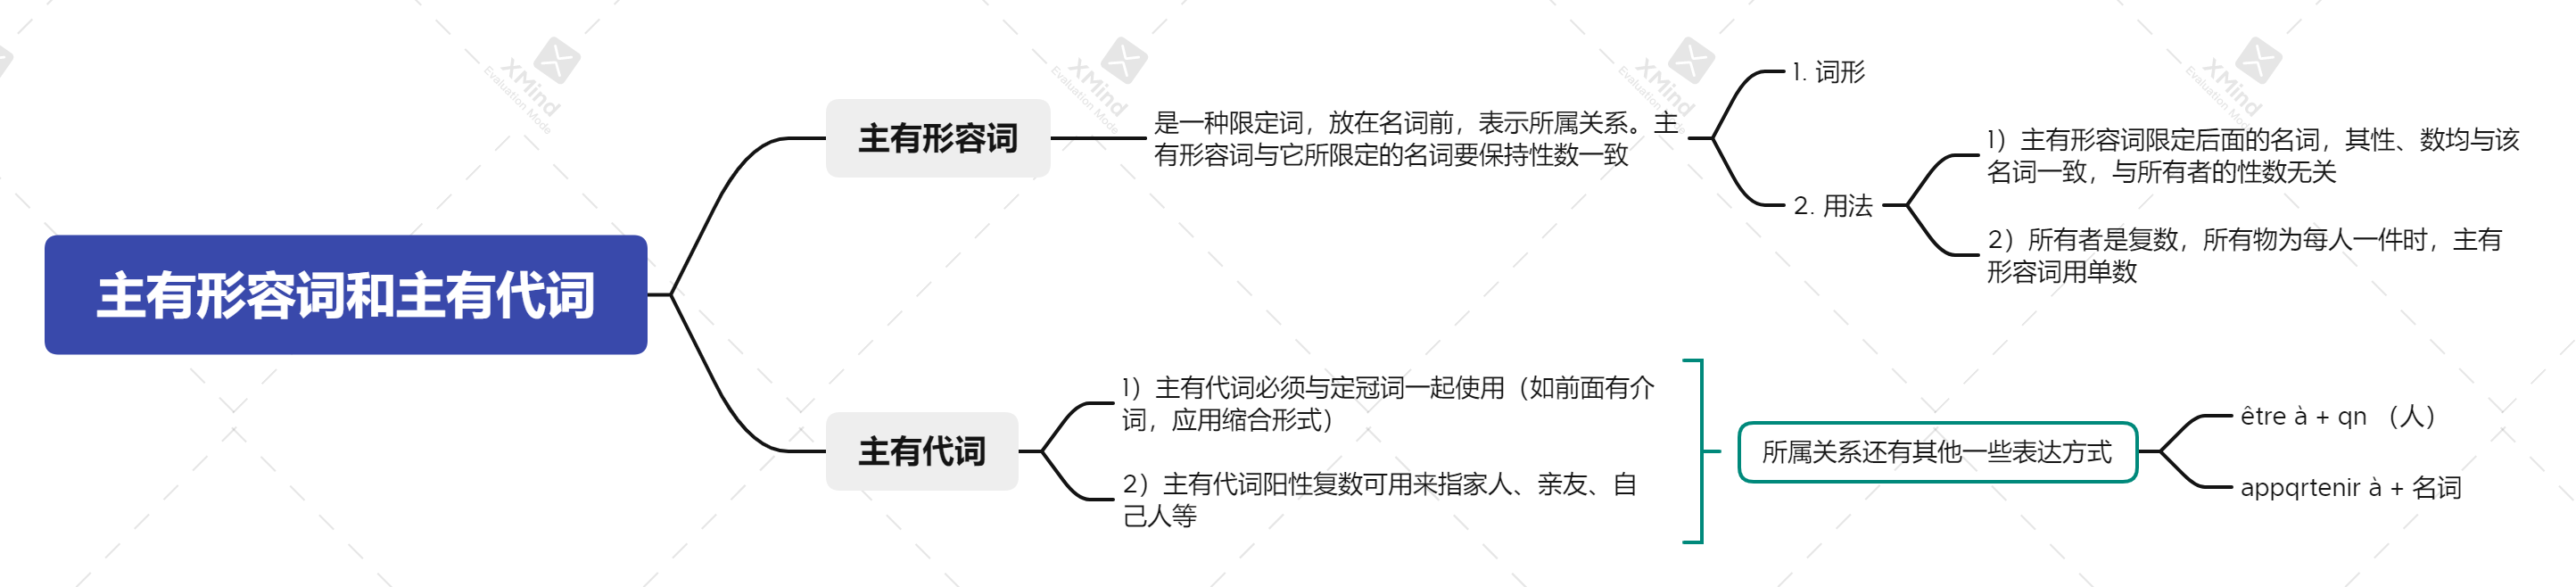 主有形容词和主有代词
主有形容词
是一种限定词，放在名词前，表示所属关系。主
有形容词与它所限定的名词要保持性数一致
1. 词形
2. 用法
1）主有形容词限定后面的名词，其性、数均与该
名词一致，与所有者的性数无关
2）所有者是复数，所有物为每人一件时，主有
形容词用单数
主有代词
1）主有代词必须与定冠词一起使用（如前面有介
词，应用缩合形式）
2）主有代词阳性复数可用来指家人、亲友、自
己人等
所属关系还有其他一些表达方式
être à + qn （人）
appqrtenir à + 名词
XMind
Evaluation Mode
XMind
Evaluation Mode
XMind
Evaluation Mode
XMind
Evaluation Mode